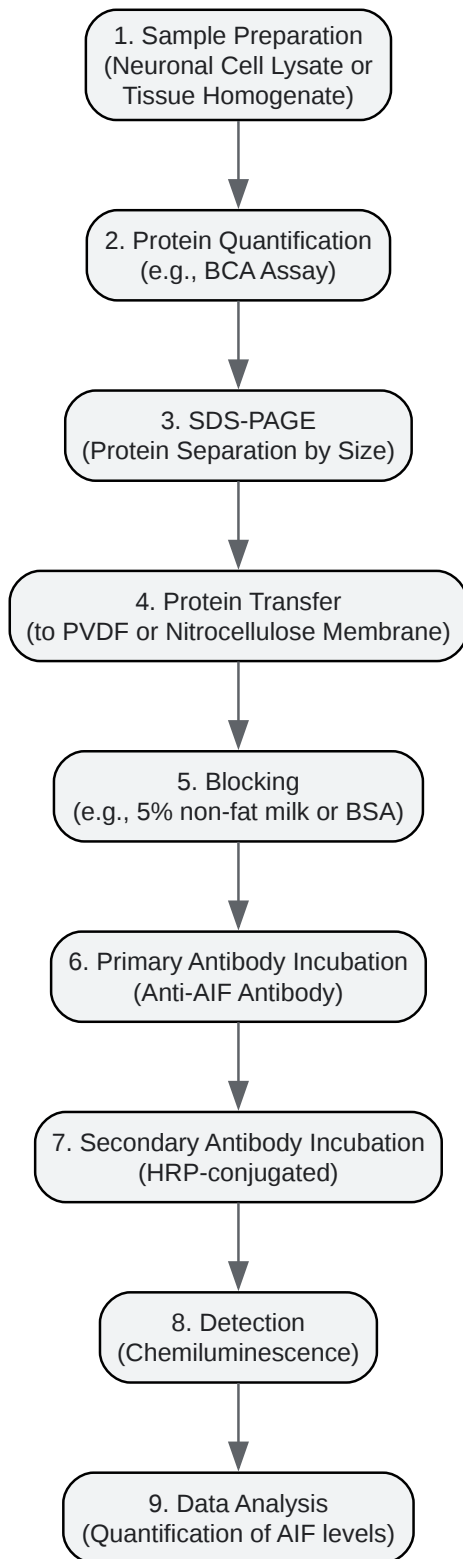 1. Sample Preparation
(Neuronal Cell Lysate or
Tissue Homogenate)
2. Protein Quantification
(e.g., BCA Assay)
3. SDS-PAGE
(Protein Separation by Size)
4. Protein Transfer
(to PVDF or Nitrocellulose Membrane)
5. Blocking
(e.g., 5% non-fat milk or BSA)
6. Primary Antibody Incubation
(Anti-AIF Antibody)
7. Secondary Antibody Incubation
(HRP-conjugated)
8. Detection
(Chemiluminescence)
9. Data Analysis
(Quantification of AIF levels)